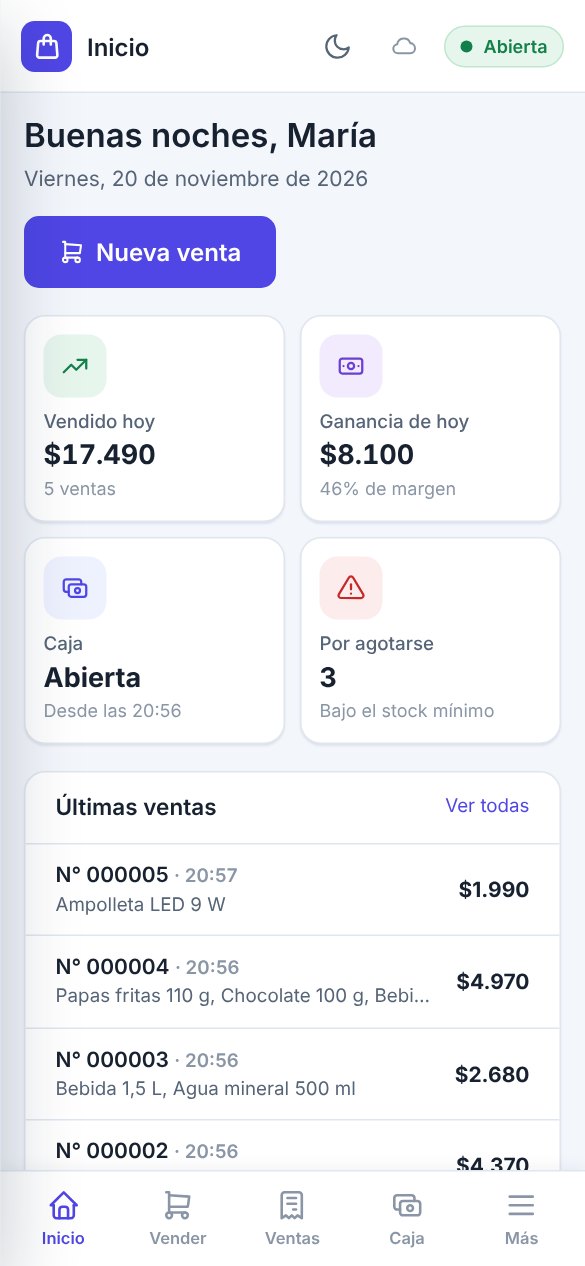 Inicio
Abierta
Buenas noches, María
Viernes, 20 de noviembre de 2026
Nueva venta
Vendido hoy
$17.490
5 ventas
Ganancia de hoy
$8.100
46% de margen
Caja
Abierta
Desde las 20:56
Por agotarse
3
Bajo el stock mínimo
Últimas ventas
Ver todas
N° 000005 · 20:57
Ampolleta LED 9 W
$1.990
N° 000004 · 20:56
Papas fritas 110 g, Chocolate 100 g, Bebi...
$4.970
N° 000003 · 20:56
Bebida 1,5 L, Agua mineral 500 ml
$2.680
N° 000002 · 20:56
$4.370
Inicio
Vender
Ventas
Caja
Más